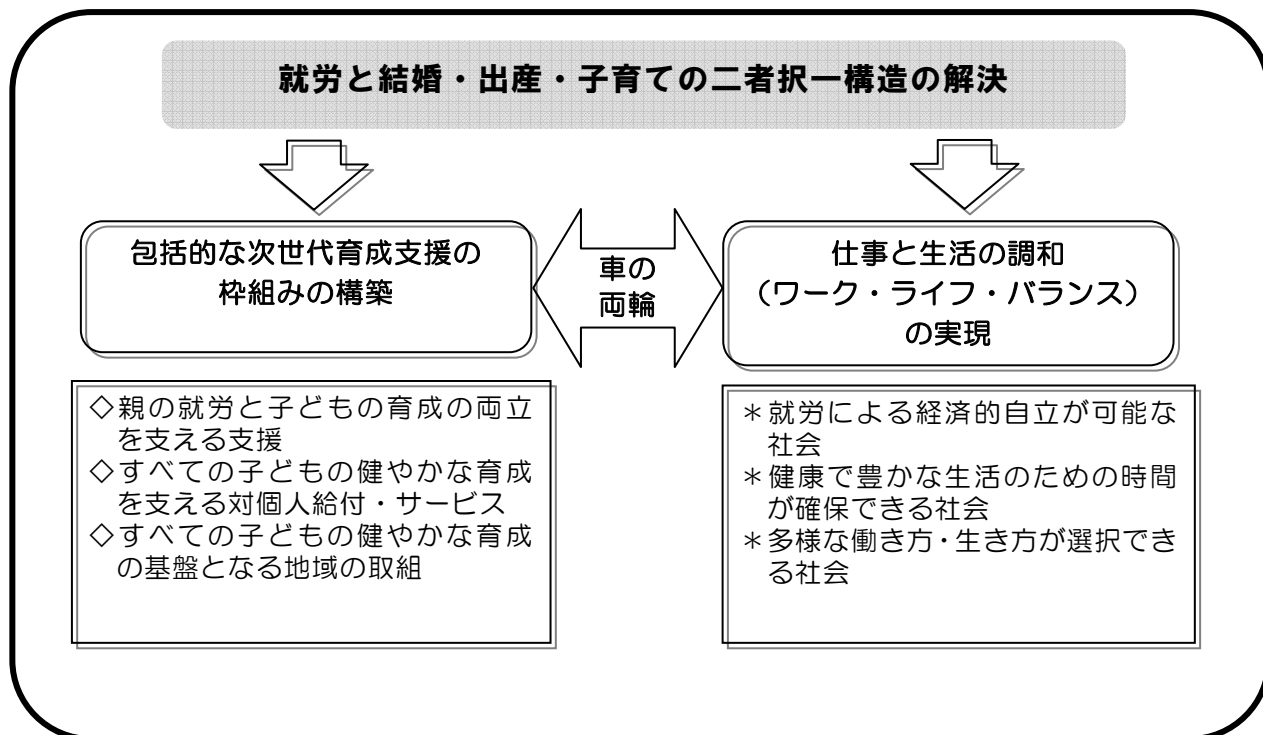 就労と結婚・出産・子育ての二者択一構造の解決
包括的な次世代育成支援の
枠組みの構築
車の
両輪
仕事と生活の調和
（ワーク・ライフ・バランス）
の実現
◇親の就労と子どもの育成の両立
を支える支援
◇すべての子どもの健やかな育成
を支える対個人給付・サービス
◇すべての子どもの健やかな育成
の基盤となる地域の取組
＊就労による経済的自立が可能な
社会
＊健康で豊かな生活のための時間
が確保できる社会
＊多様な働き方・生き方が選択でき
る社会